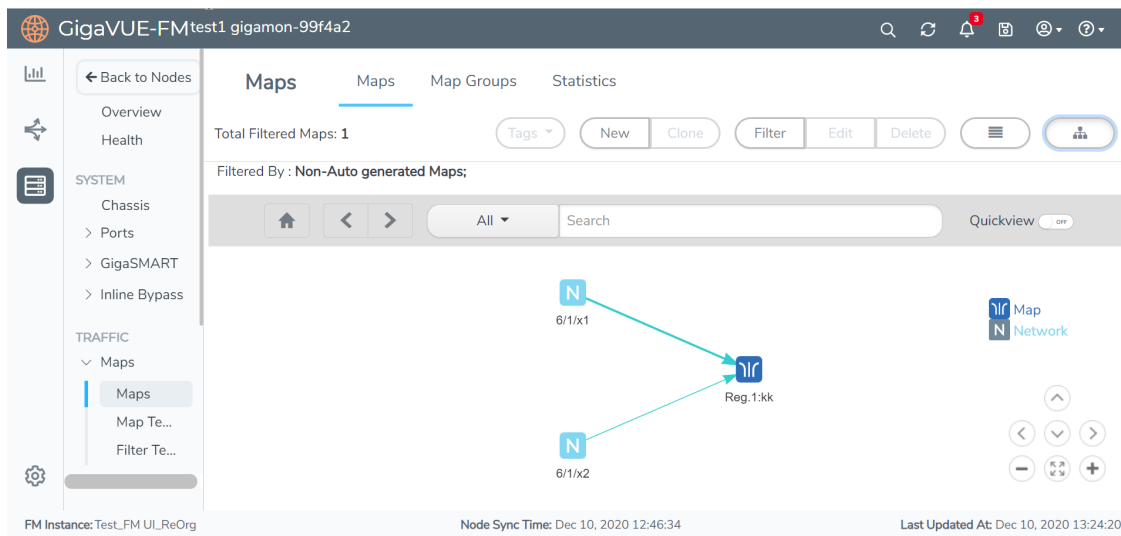 GigaVUE-FM test1 gigamon-99f4a2
3
Back to Nodes
Overview
Health
SYSTEM
Chassis
Ports
GigaSMART
Inline Bypass
TRAFFIC
Maps
Maps
Map Te...
Filter Te...
Maps Maps Map Groups Statistics
Total Filtered Maps: 1 Tags New Clone Filter Edit Delete
Filtered By : Non-Auto generated Maps;
All Search Quickview OFF
N
6/1/x1
Reg.1:kk
N
6/1/x2
Map
N Network
FM Instance: Test_FM UI_ReOrg Node Sync Time: Dec 10, 2020 12:46:34 Last Updated At: Dec 10, 2020 13:24:20